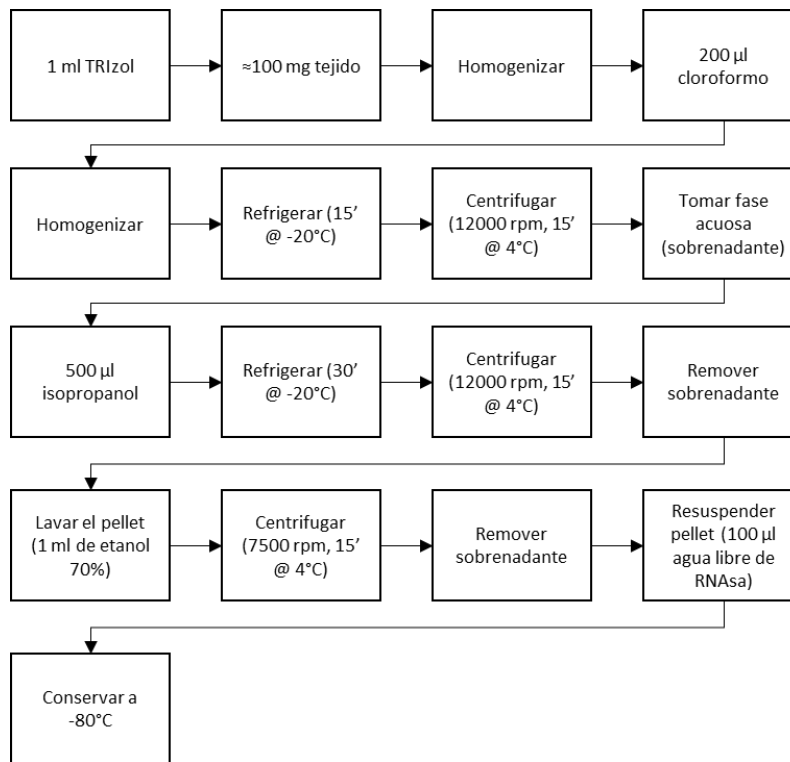 1 ml TRIzol
≈100 mg tejido
Homogenizar
200 µl
cloroformo
Homogenizar
Refrigerar (15’
@ -20°C)
Centrifugar
(12000 rpm, 15’
@ 4°C)
Tomar fase
acuosa
(sobrenadante)
500 µl
isopropanol
Refrigerar (30’
@ -20°C)
Centrifugar
(12000 rpm, 15’
@ 4°C)
Remover
sobrenadante
Lavar el pellet
(1 ml de etanol
70%)
Centrifugar
(7500 rpm, 15’
@ 4°C)
Remover
sobrenadante
Resuspender
pellet (100 µl
agua libre de
RNAsa)
Conservar a
-80°C